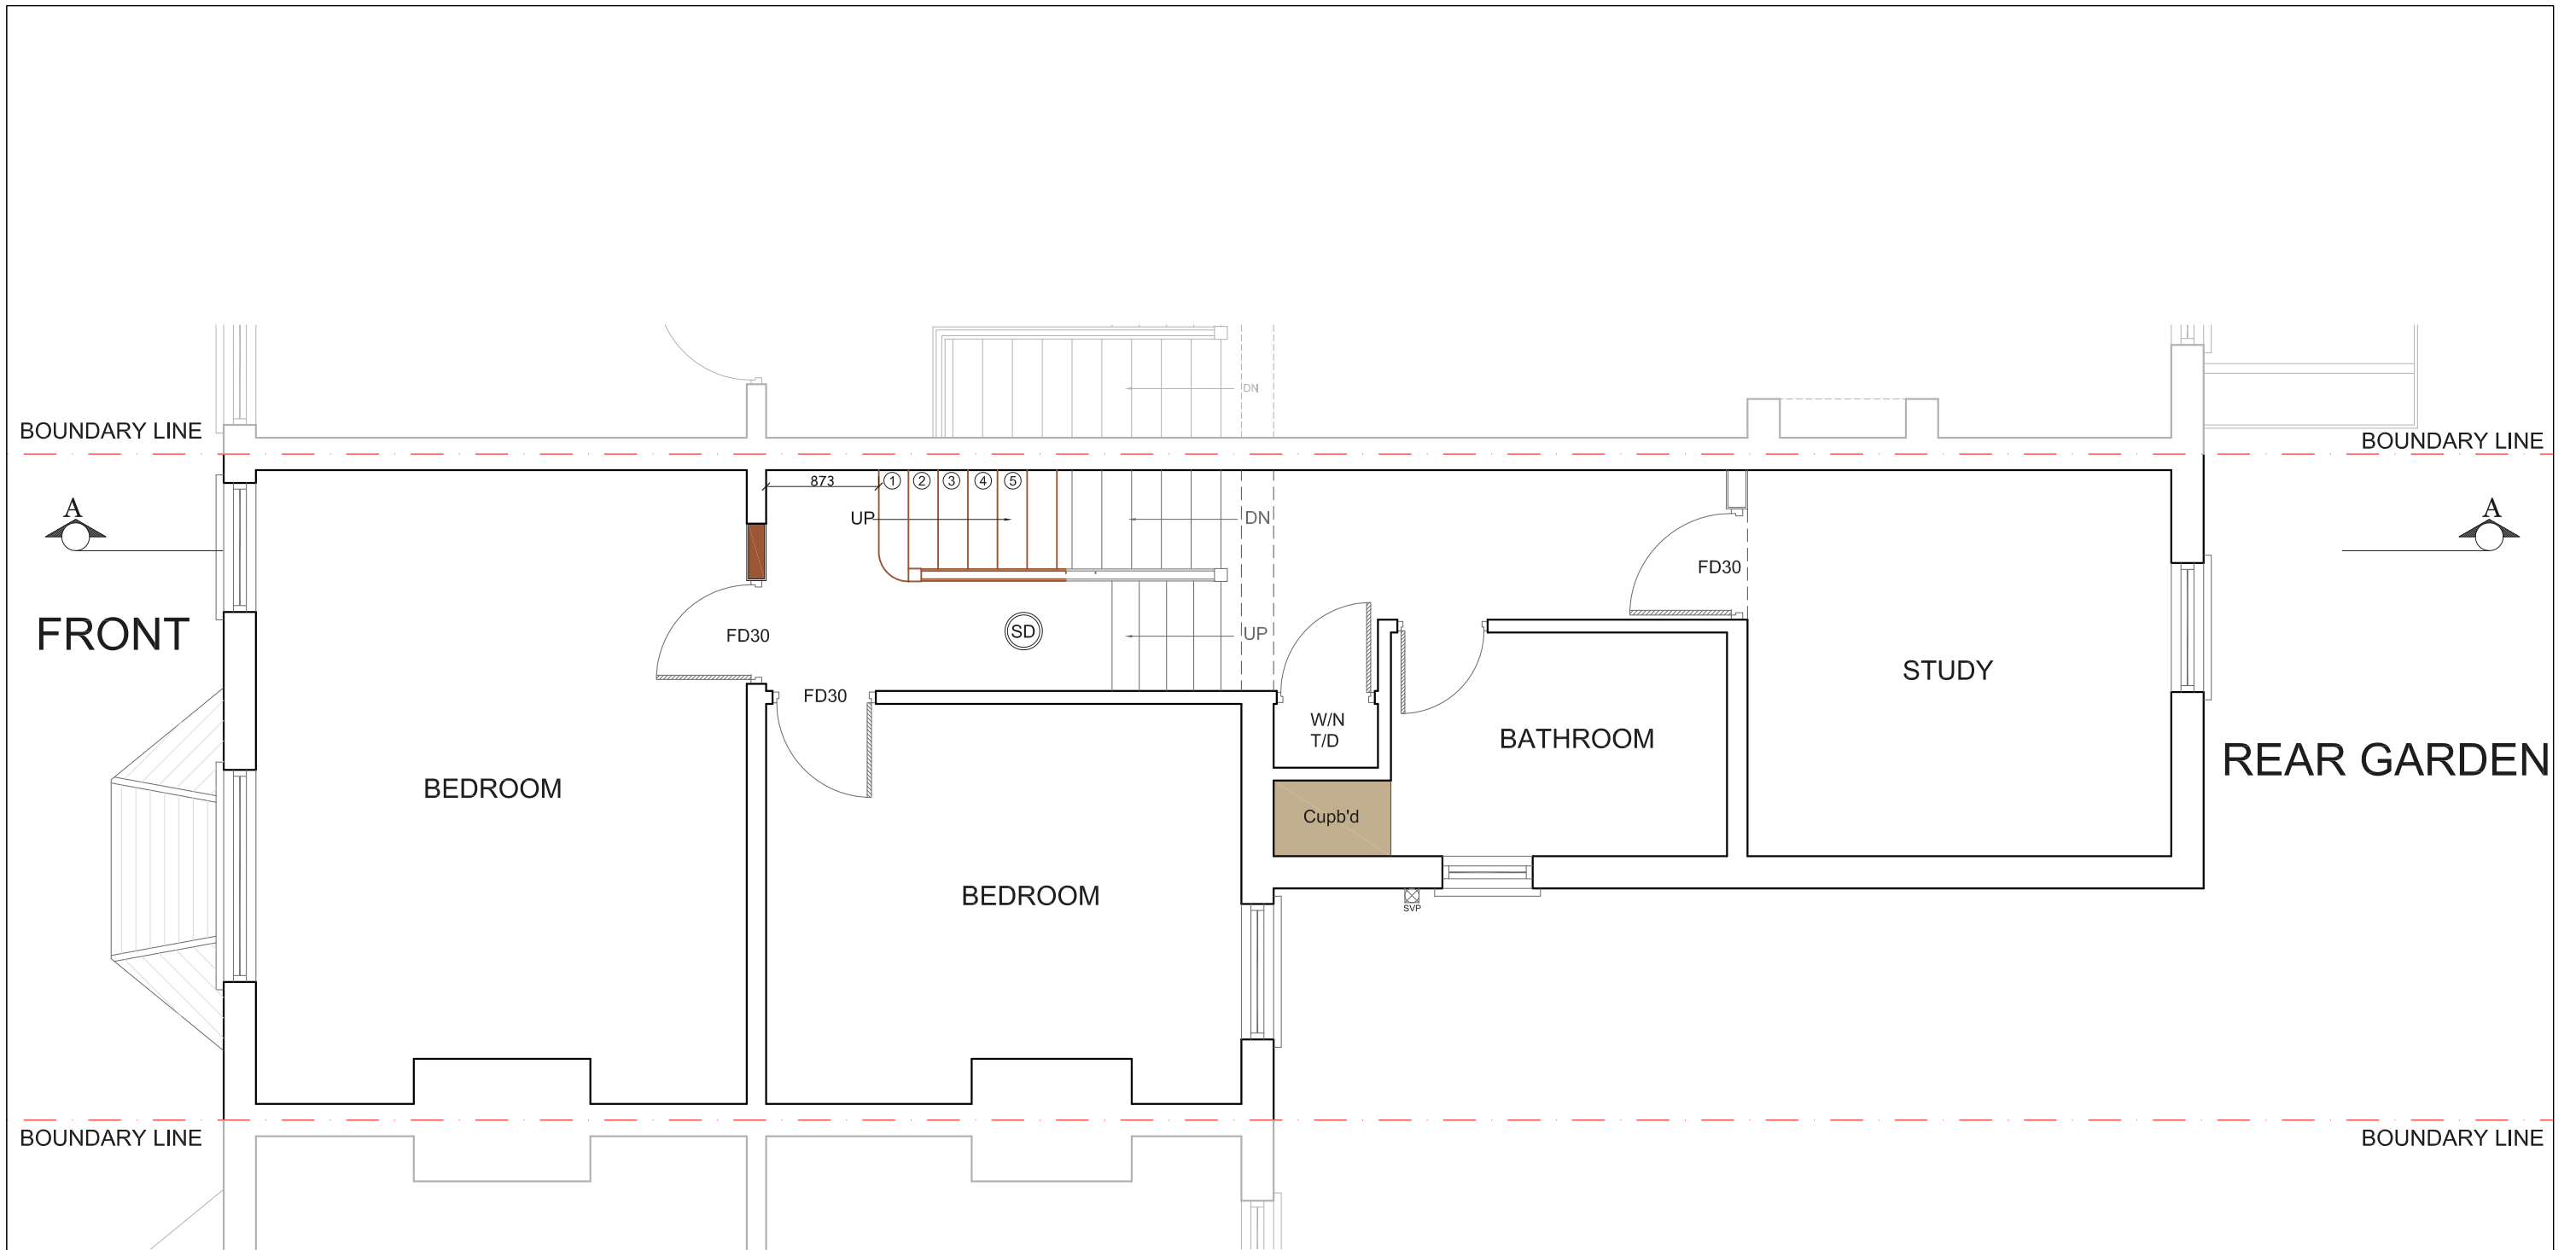 DN
BOUNDARY LINE
BOUNDARY LINE
873
1
2
3
4
5
A
UP
DN
A
FD30
FRONT
FD30
SD
UP
STUDY
FD30
W/N
T/D
BATHROOM
REAR GARDEN
BEDROOM
Cupb'd
BEDROOM
SVP
BOUNDARY LINE
BOUNDARY LINE